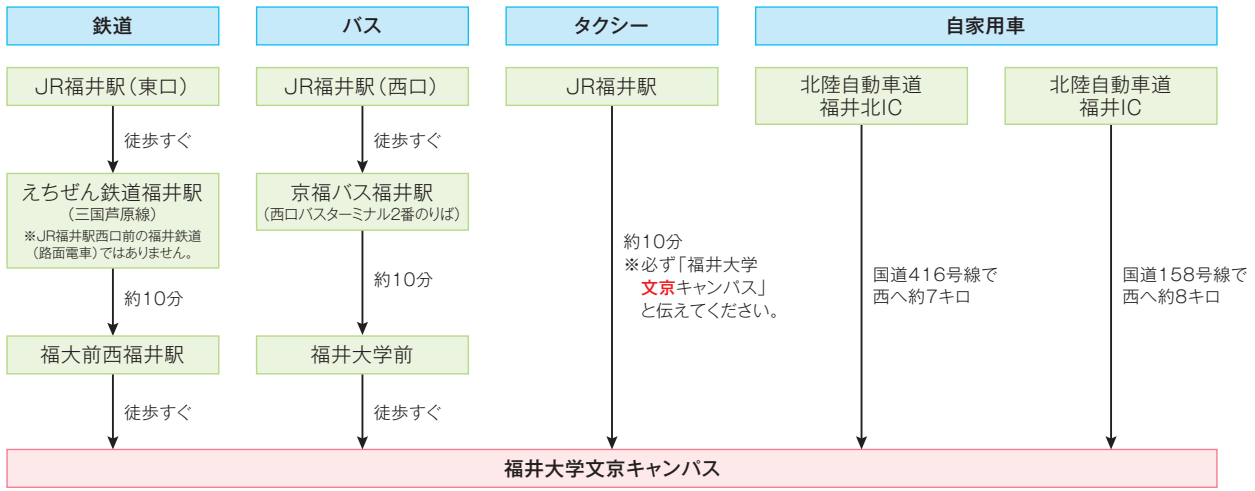 鉄道
JR福井駅(東口)
徒歩すぐ
えちぜん鉄道福井駅
(三国芦原線)
※JR福井駅西口前の福井鉄道
(路面電車)ではありません。
約10分
福大前西福井駅
徒歩すぐ
バス
JR福井駅(西口)
徒歩すぐ
京福バス福井駅
(西口バスターミナル2番のりば)
約10分
福井大学前
徒歩すぐ
タクシー
JR福井駅
約10分
※必ず「福井大学
文京キャンパス」
と伝えてください。
自家用車
北陸自動車道
福井北IC
国道416号線で
西へ約7キロ
北陸自動車道
福井IC
国道158号線で
西へ約8キロ
福井大学文京キャンパス